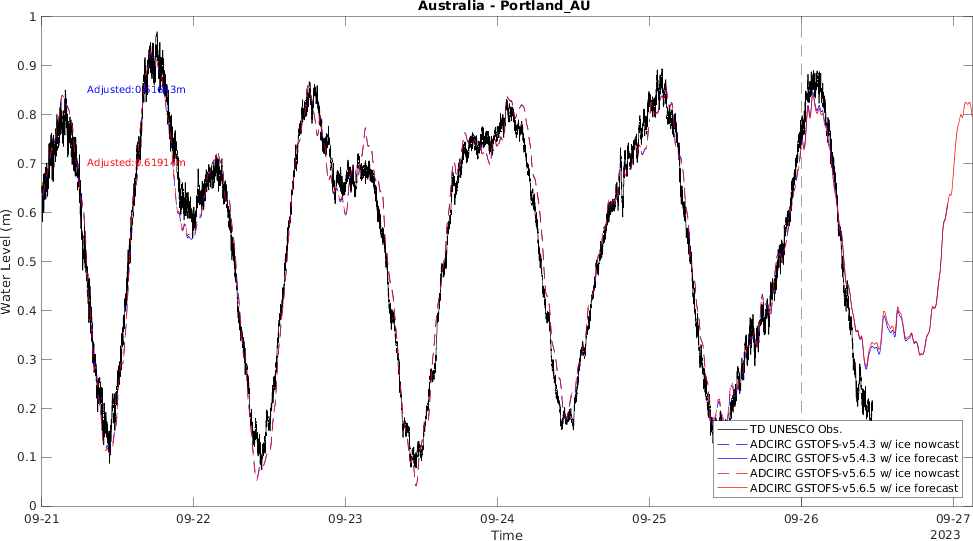 Australia - Portland_AU
1
0.9
0.8
0.7
0.6
0.5
0.4
0.3
0.2
0.1
0
Water Level (m)
Adjusted:0.61913m
TD UNESCO Obs.
ADCIRC GSTOFS-v5.4.3 w/ ice nowcast
ADCIRC GSTOFS-v5.4.3 w/ ice forecast
ADCIRC GSTOFS-v5.6.5 w/ ice nowcast
ADCIRC GSTOFS-v5.6.5 w/ ice forecast
09-21 09-22 09-23 09-24 09-25 09-26 09-27
Time
2023